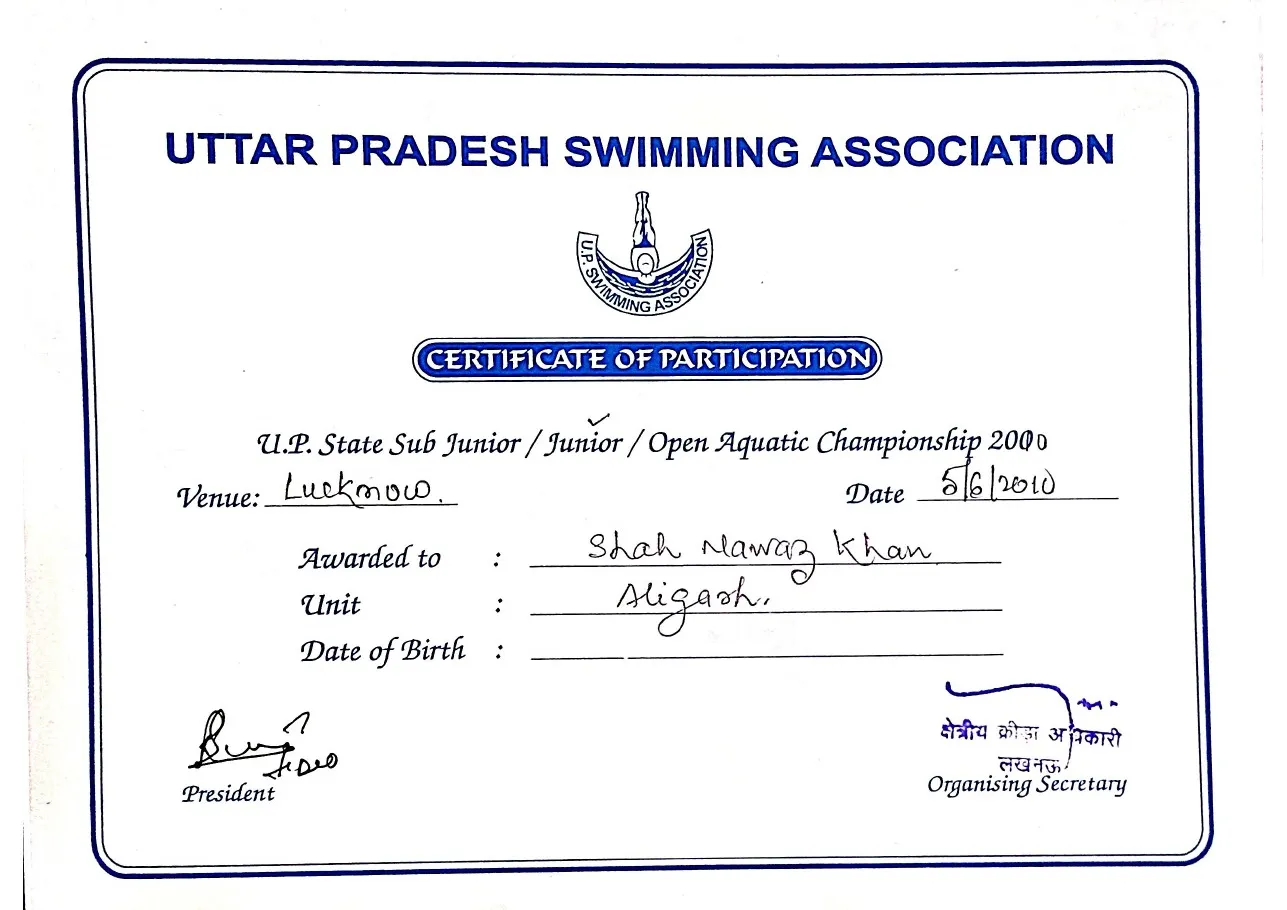 UTTAR PRADESH SWIMMING ASSOCIATION
U.P. SWIMMING ASSOCIATION
CERTIFICATE OF PARTICIPATION
U.P. State Sub Junior / Junior / Open Aquatic Championship 2010
Venue: Lucknow. Date 5/6/2010
Awarded to : Shah Nawaz Khan
Unit : Aligarh.
Date of Birth :
क्षेत्रीय क्रीड़ा अधिकारी
लखनऊ
President Organising Secretary